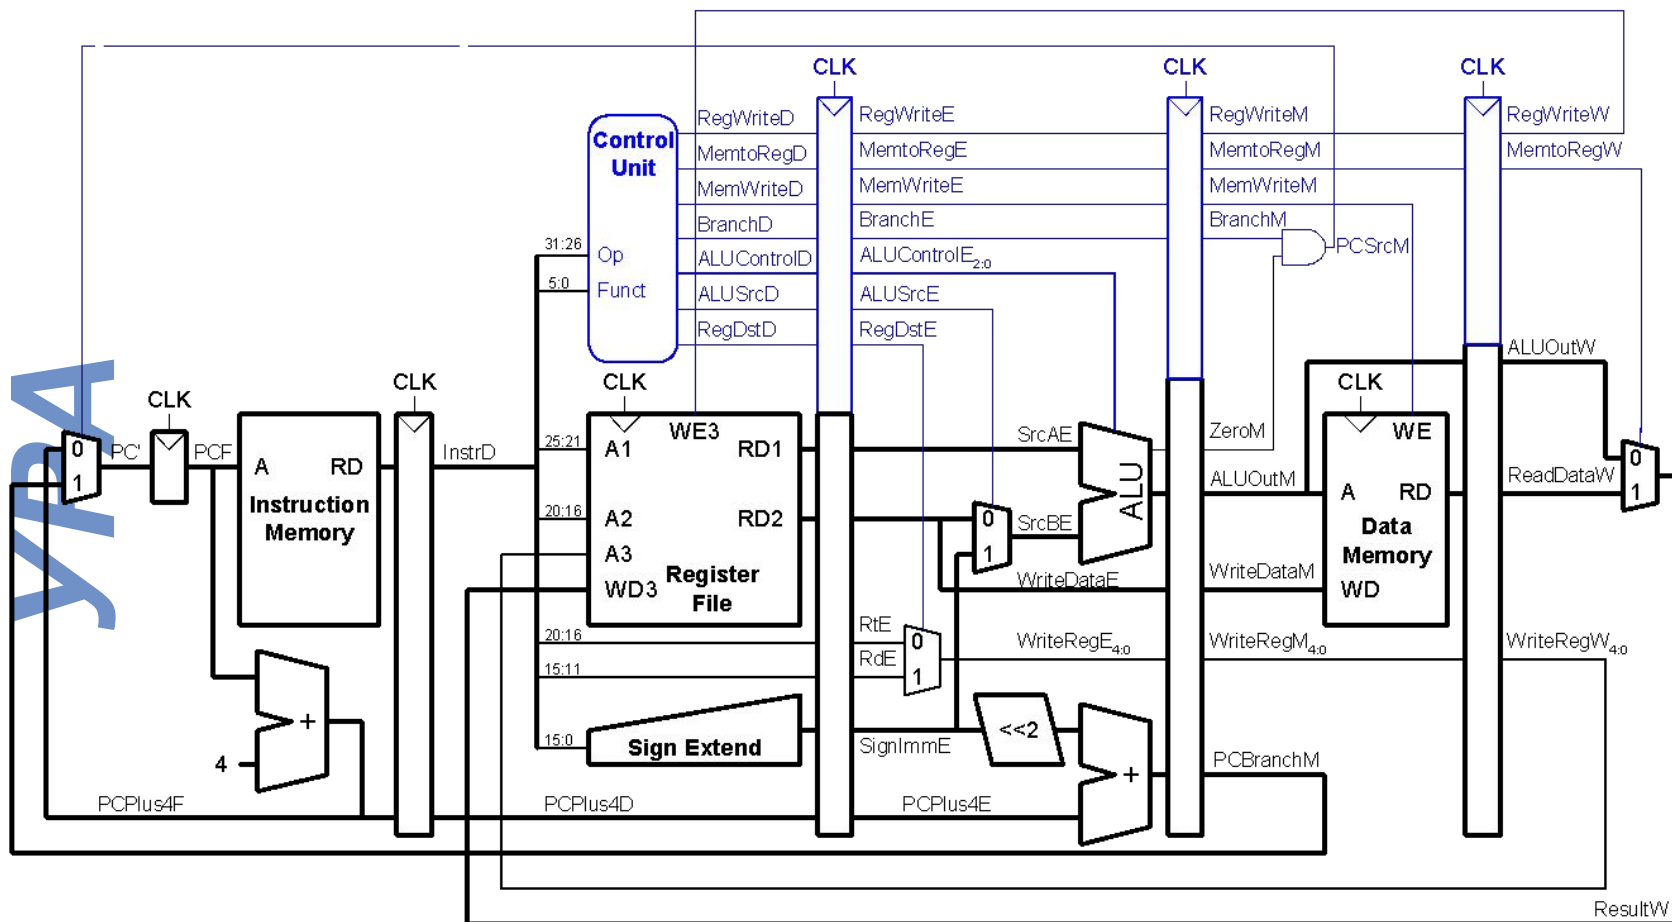 CLK
CLK
CLK
Control
Unit
Op
Funct
31:26
5:0
RegWriteD
MemtoRegD
MemWriteD
BranchD
ALUControlD
ALUSrcD
RegDstD
RegWriteE
MemtoRegE
MemWriteE
BranchE
ALUControlE2:0
ALUSrcE
RegDstE
RegWriteM
MemtoRegM
MemWriteM
BranchM
PCSrcM
RegWriteW
MemtoRegW
CLK
CLK
CLK
CLK
0
1
PC'
PCF
A
RD
Instruction
Memory
InstrD
25:21
20:16
A1
A2
A3
WD3
WE3
RD1
RD2
Register
File
SrcAE
SrcBE
0
1
ALU
ZeroM
ALUOutM
WriteDataE
WriteDataM
A
RD
WE
WD
Data
Memory
ALUOutW
ReadDataW
0
1
20:16
15:11
RtE
RdE
0
1
WriteRegE4:0
WriteRegM4:0
WriteRegW4:0
15:0
Sign Extend
SignImmE
<<2
+
4
+
PCPlus4F
PCPlus4D
PCPlus4E
PCBranchM
ResultW